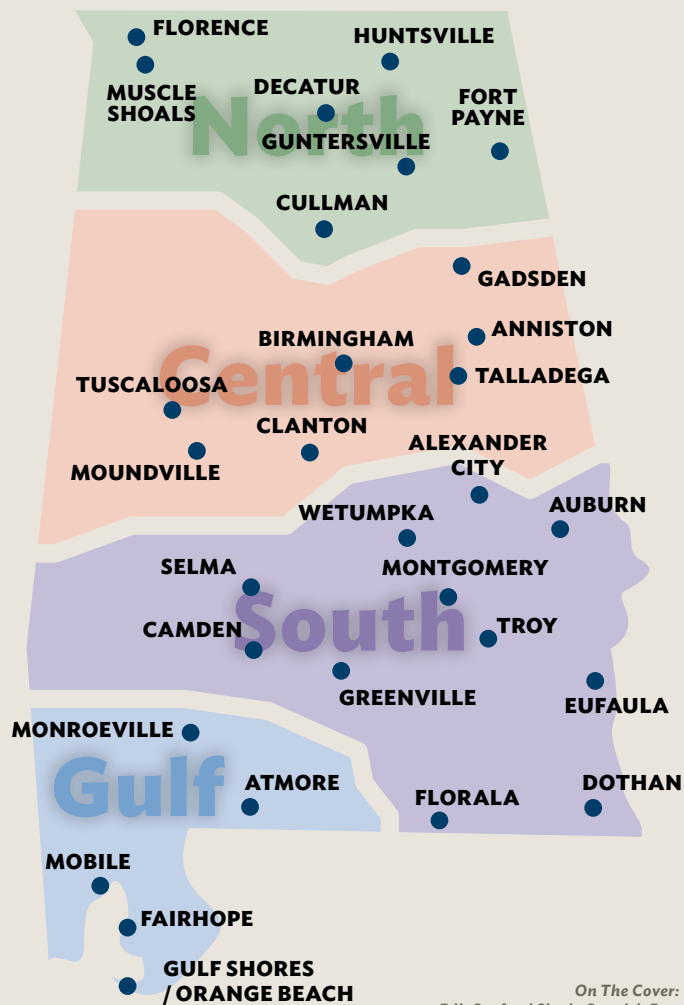 FLORENCE
HUNTSVILLE
MUSCLE
SHOALS
DECATUR
FORT
PAYNE
North
GUNTERSVILLE
CULLMAN
GADSDEN
ANNISTON
BIRMINGHAM
Central
TALLADEGA
TUSCALOOSA
CLANTON
MOUNDVILLE
ALEXANDER
CITY
AUBURN
WETUMPKA
SELMA
MONTGOMERY
South
CAMDEN
TROY
GREENVILLE
EUFAULA
MONROEVILLE
Gulf
ATMORE
FLORALA
DOTHAN
MOBILE
FAIRHOPE
GULF SHORES
/ ORANGE BEACH
On The Cover: